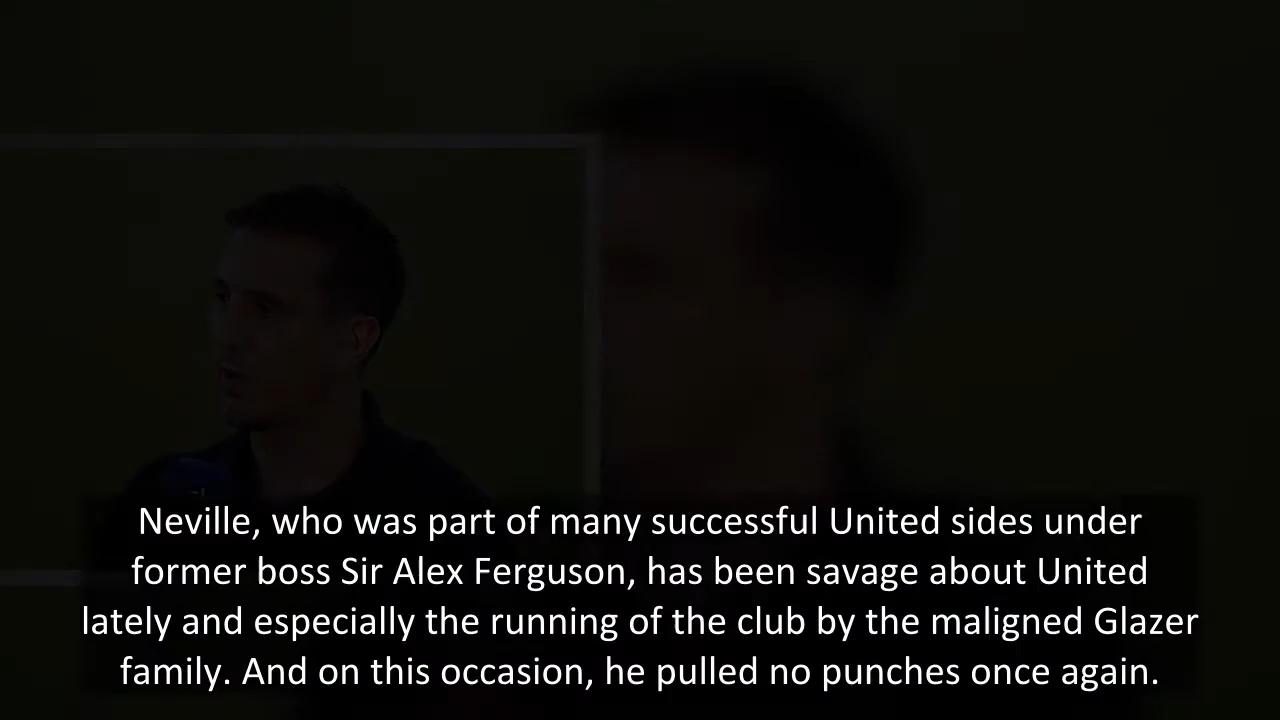 Neville, who was part of many successful United sides under
former boss Sir Alex Ferguson, has been savage about United
lately and especially the running of the club by the maligned Glazer
family. And on this occasion, he pulled no punches once again.